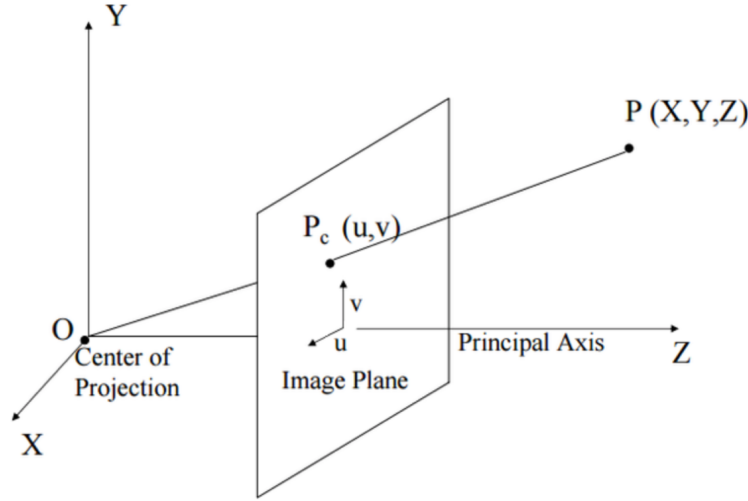 Y
P (X,Y,Z)
P_c (u,v)
v
O
u
Center of
Projection
Principal Axis
Z
Image Plane
X